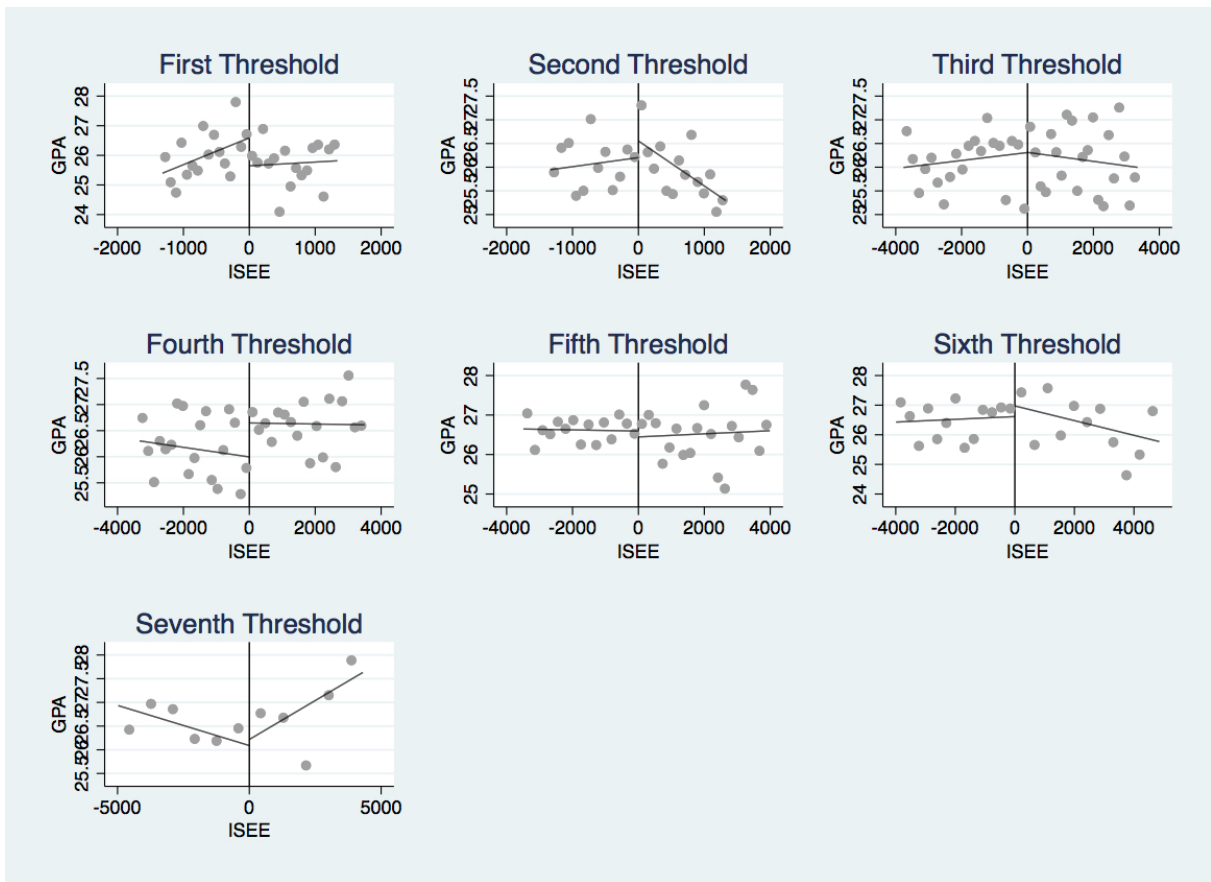 First Threshold
GPA
28
27
26
25
24
-2000 -1000 0 1000 2000
ISEE
Second Threshold
GPA
-2000 -1000 0 1000 2000
ISEE
Third Threshold
GPA
-4000 -2000 0 2000 4000
ISEE
Fourth Threshold
GPA
-4000 -2000 0 2000 4000
ISEE
Fifth Threshold
GPA
28
27
26
25
-4000 -2000 0 2000 4000
ISEE
Sixth Threshold
GPA
28
27
26
25
24
-4000 -2000 0 2000 4000
ISEE
Seventh Threshold
GPA
-5000 0 5000
ISEE